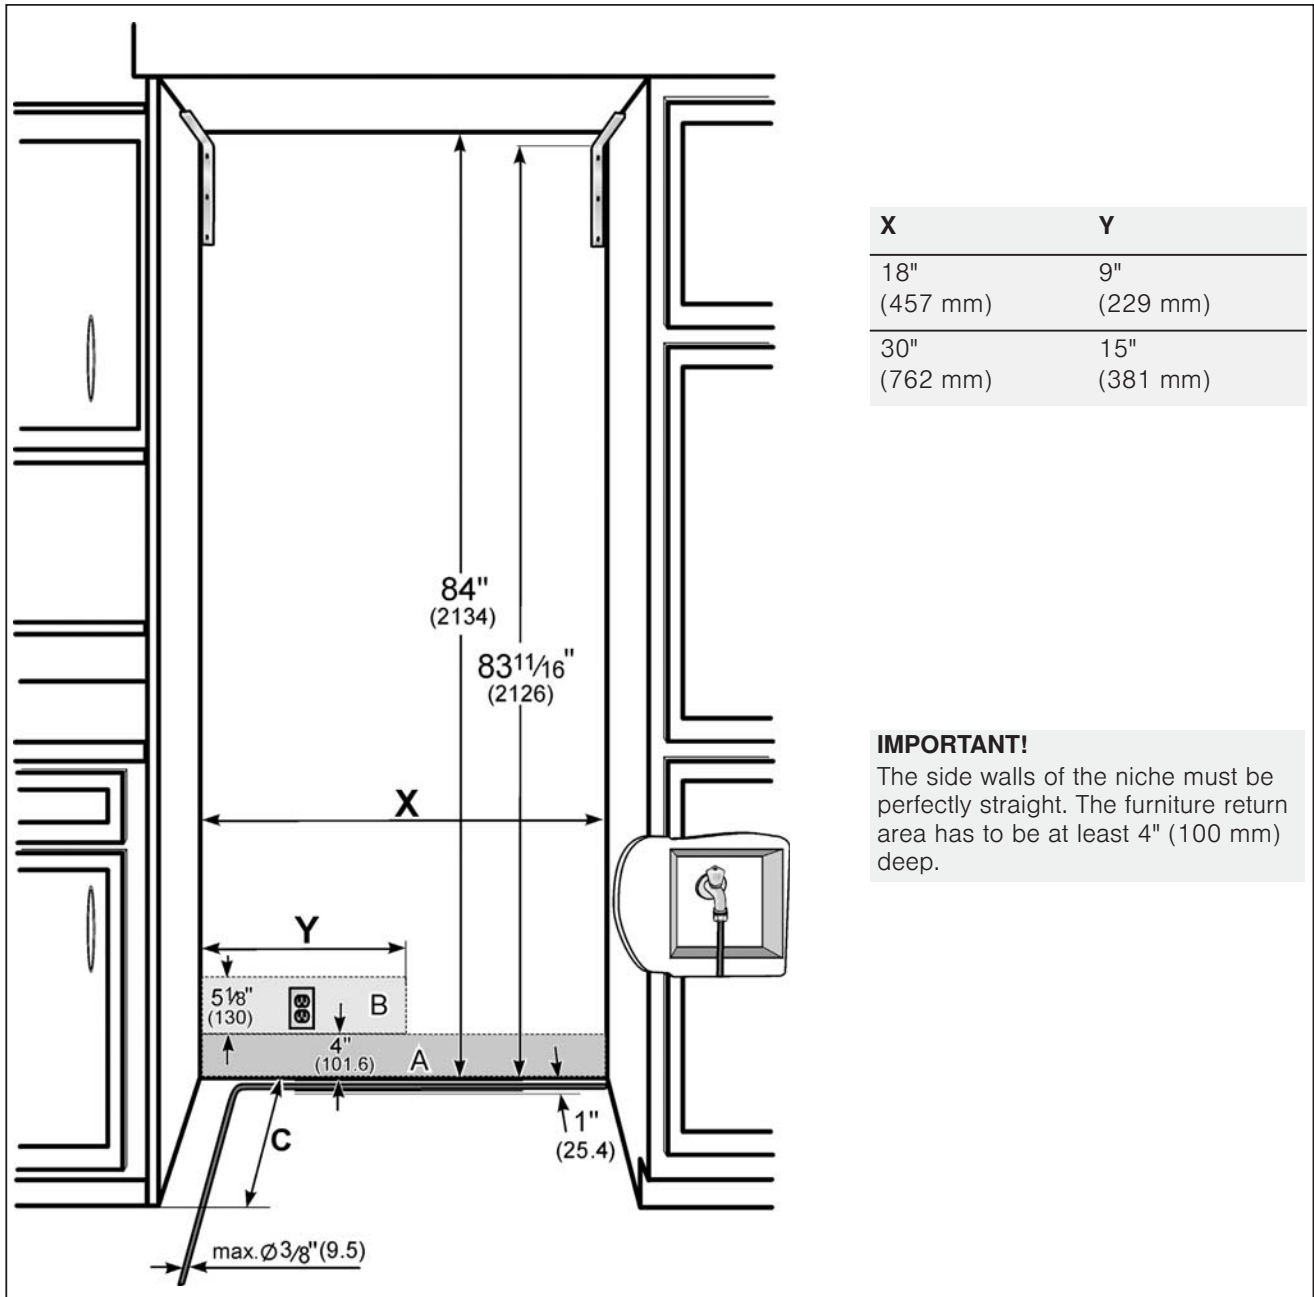 84"
(2134)
83 11/16"
(2126)
X
Y
5 1/8"
(130)
B
4"
(101.6)
A
C
1"
(25.4)
max. Ø 3/8" (9.5)
X Y
18" 9"
(457 mm) (229 mm)
30" 15"
(762 mm) (381 mm)
IMPORTANT!
The side walls of the niche must be
perfectly straight. The furniture return
area has to be at least 4" (100 mm)
deep.